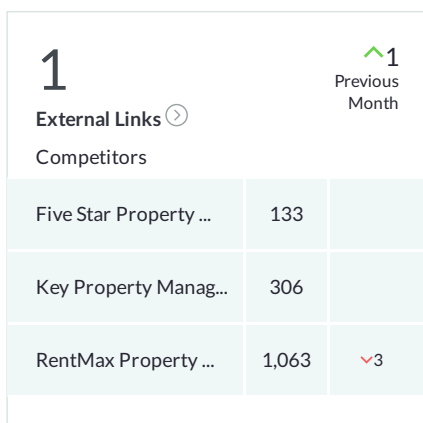 1
1
Previous
Month
External Links
Competitors
Five Star Property ... 133
Key Property Manag... 306
RentMax Property ... 1,063 3